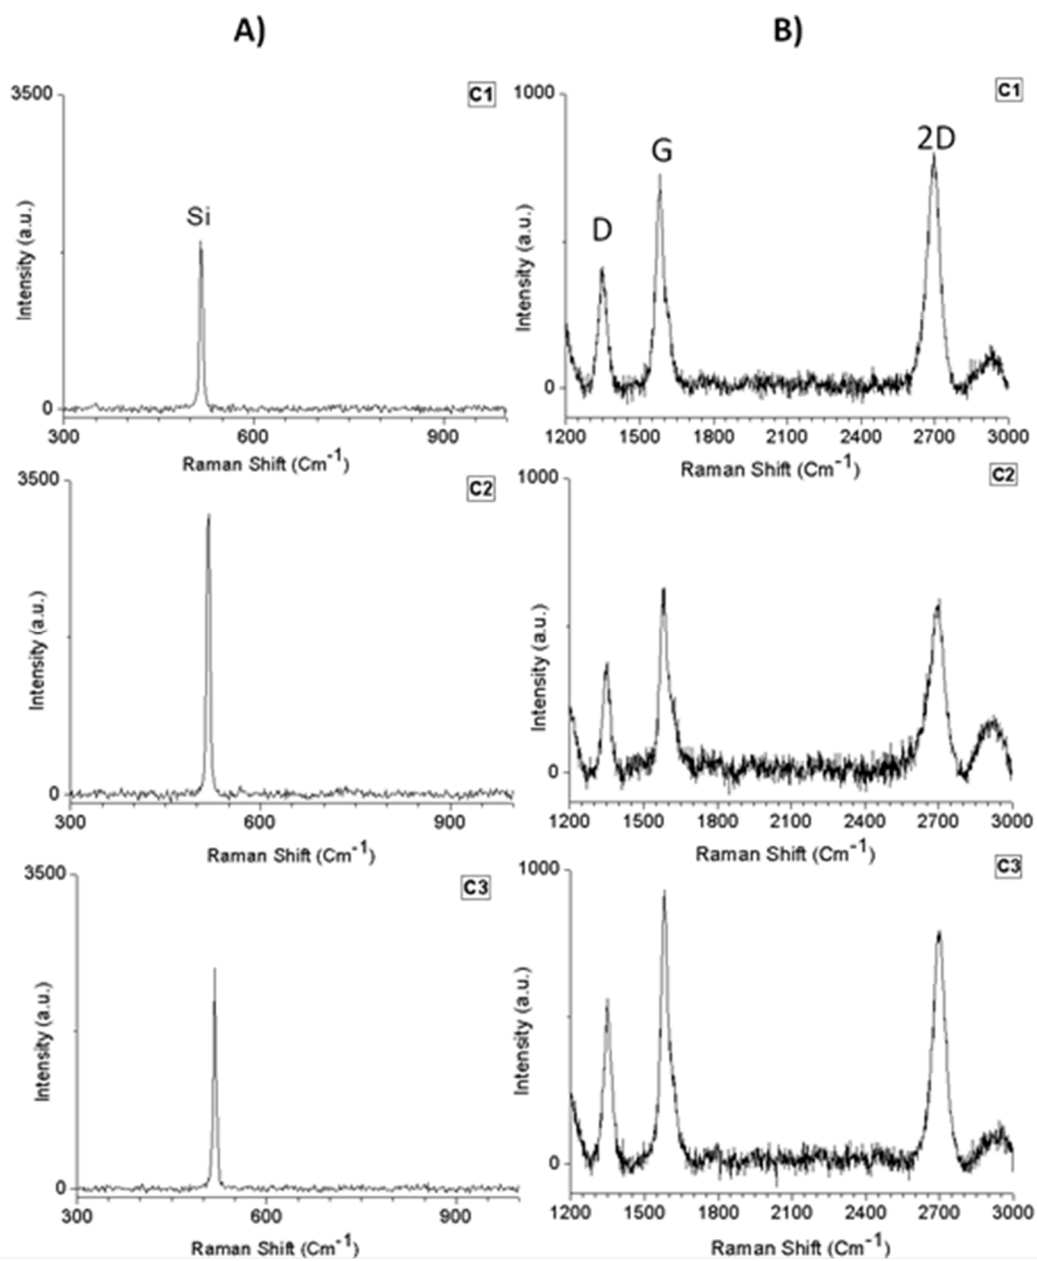 A)
B)
3500
C1
Si
Intensity (a.u.)
0
300 600 900
Raman Shift (Cm-1)
1000
C1
D
G
2D
Intensity (a.u.)
0
1200 1500 1800 2100 2400 2700 3000
Raman Shift (Cm-1)
3500
C2
Intensity (a.u.)
0
300 600 900
Raman Shift (Cm-1)
1000
C2
Intensity (a.u.)
0
1200 1500 1800 2100 2400 2700 3000
Raman Shift (Cm-1)
3500
C3
Intensity (a.u.)
0
300 600 900
Raman Shift (Cm-1)
1000
C3
Intensity (a.u.)
0
1200 1500 1800 2100 2400 2700 3000
Raman Shift (Cm-1)